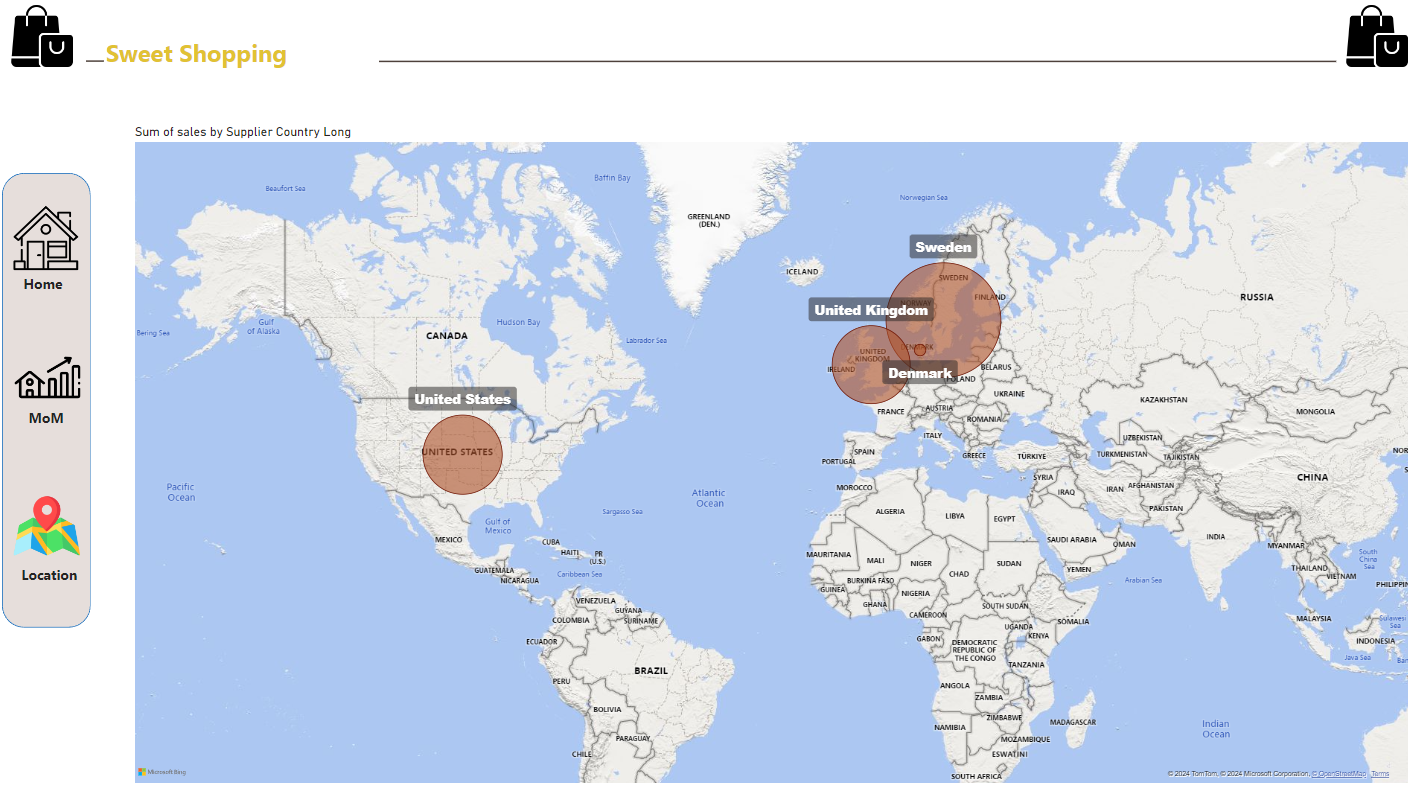 Sweet Shopping
Sum of sales by Supplier Country Long
Home
MoM
Location
Beaufort Sea
Baffin Bay
Norwegian Sea
GREENLAND
(DEN.)
ICELAND
Sweden
SWEDEN
FINLAND
RUSSIA
NORWAY
United Kingdom
Bering Sea
Gulf
of Alaska
Hudson Bay
CANADA
Labrador Sea
DENMARK
UNITED
KINGDOM
IRELAND
Denmark
BELARUS
POLAND
UKRAINE
United States
UNITED STATES
FRANCE
AUSTRIA
ROMANIA
KAZAKHSTAN
MONGOLIA
ITALY
UZBEKISTAN
SPAIN
PORTUGAL
GREECE
TÜRKIYE
TURKMENISTAN
TAJIKISTAN
NOR
SYRIA
CHINA
Pacific
Ocean
Atlantic
Ocean
MOROCCO
IRAQ
IRAN
AFGHANISTAN
PAKISTAN
Sargasso Sea
ALGERIA
LIBYA
EGYPT
Gulf of
Mexico
MEXICO
CUBA
HAITI
PR
(U.S.)
SAUDI ARABIA
OMAN
INDIA
MYANMAR
MAURITANIA
MALI
NIGER
CHAD
SUDAN
YEMEN
Arabian Sea
THAILAND
VIETNAM
South
China
Sea
PHILIPPIN
GUATEMALA
NICARAGUA
Caribbean Sea
BURKINA FASO
GUINEA
GHANA
NIGERIA
CAMEROON
SOUTH SUDAN
SOMALIA
VENEZUELA
GUYANA
SURINAME
COLOMBIA
ECUADOR
UGANDA
KENYA
GABON
DEMOCRATIC
REPUBLIC OF
THE CONGO
TANZANIA
MALAYSIA
Sulawesi
Sea
INDONESIA
Java Sea
Ban
PERU
BRAZIL
BOLIVIA
PARAGUAY
CHILE
ANGOLA
ZAMBIA
ZIMBABWE
NAMIBIA
MOZAMBIQUE
ESWATINI
MADAGASCAR
SOUTH AFRICA
Indian
Ocean
Microsoft Bing
© 2024 TomTom, © 2024 Microsoft Corporation, © OpenStreetMap Terms